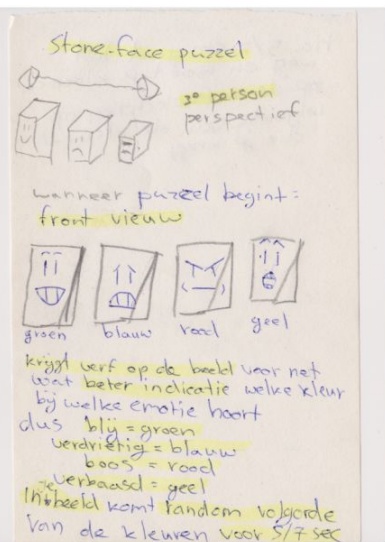 Stone-face puzzel
3e person
perspectief
wanneer puzzel begint =
front vieuw
groen blauw rood geel
krijgt verf op de beeld voor net
wat beter indicatie welke kleur
bij welke emotie hoort
dus blij = groen
verdrietig = blauw
boos = rood
verbaasd = geel
In beeld komt random volgorde
van de kleuren voor 5/7 sec